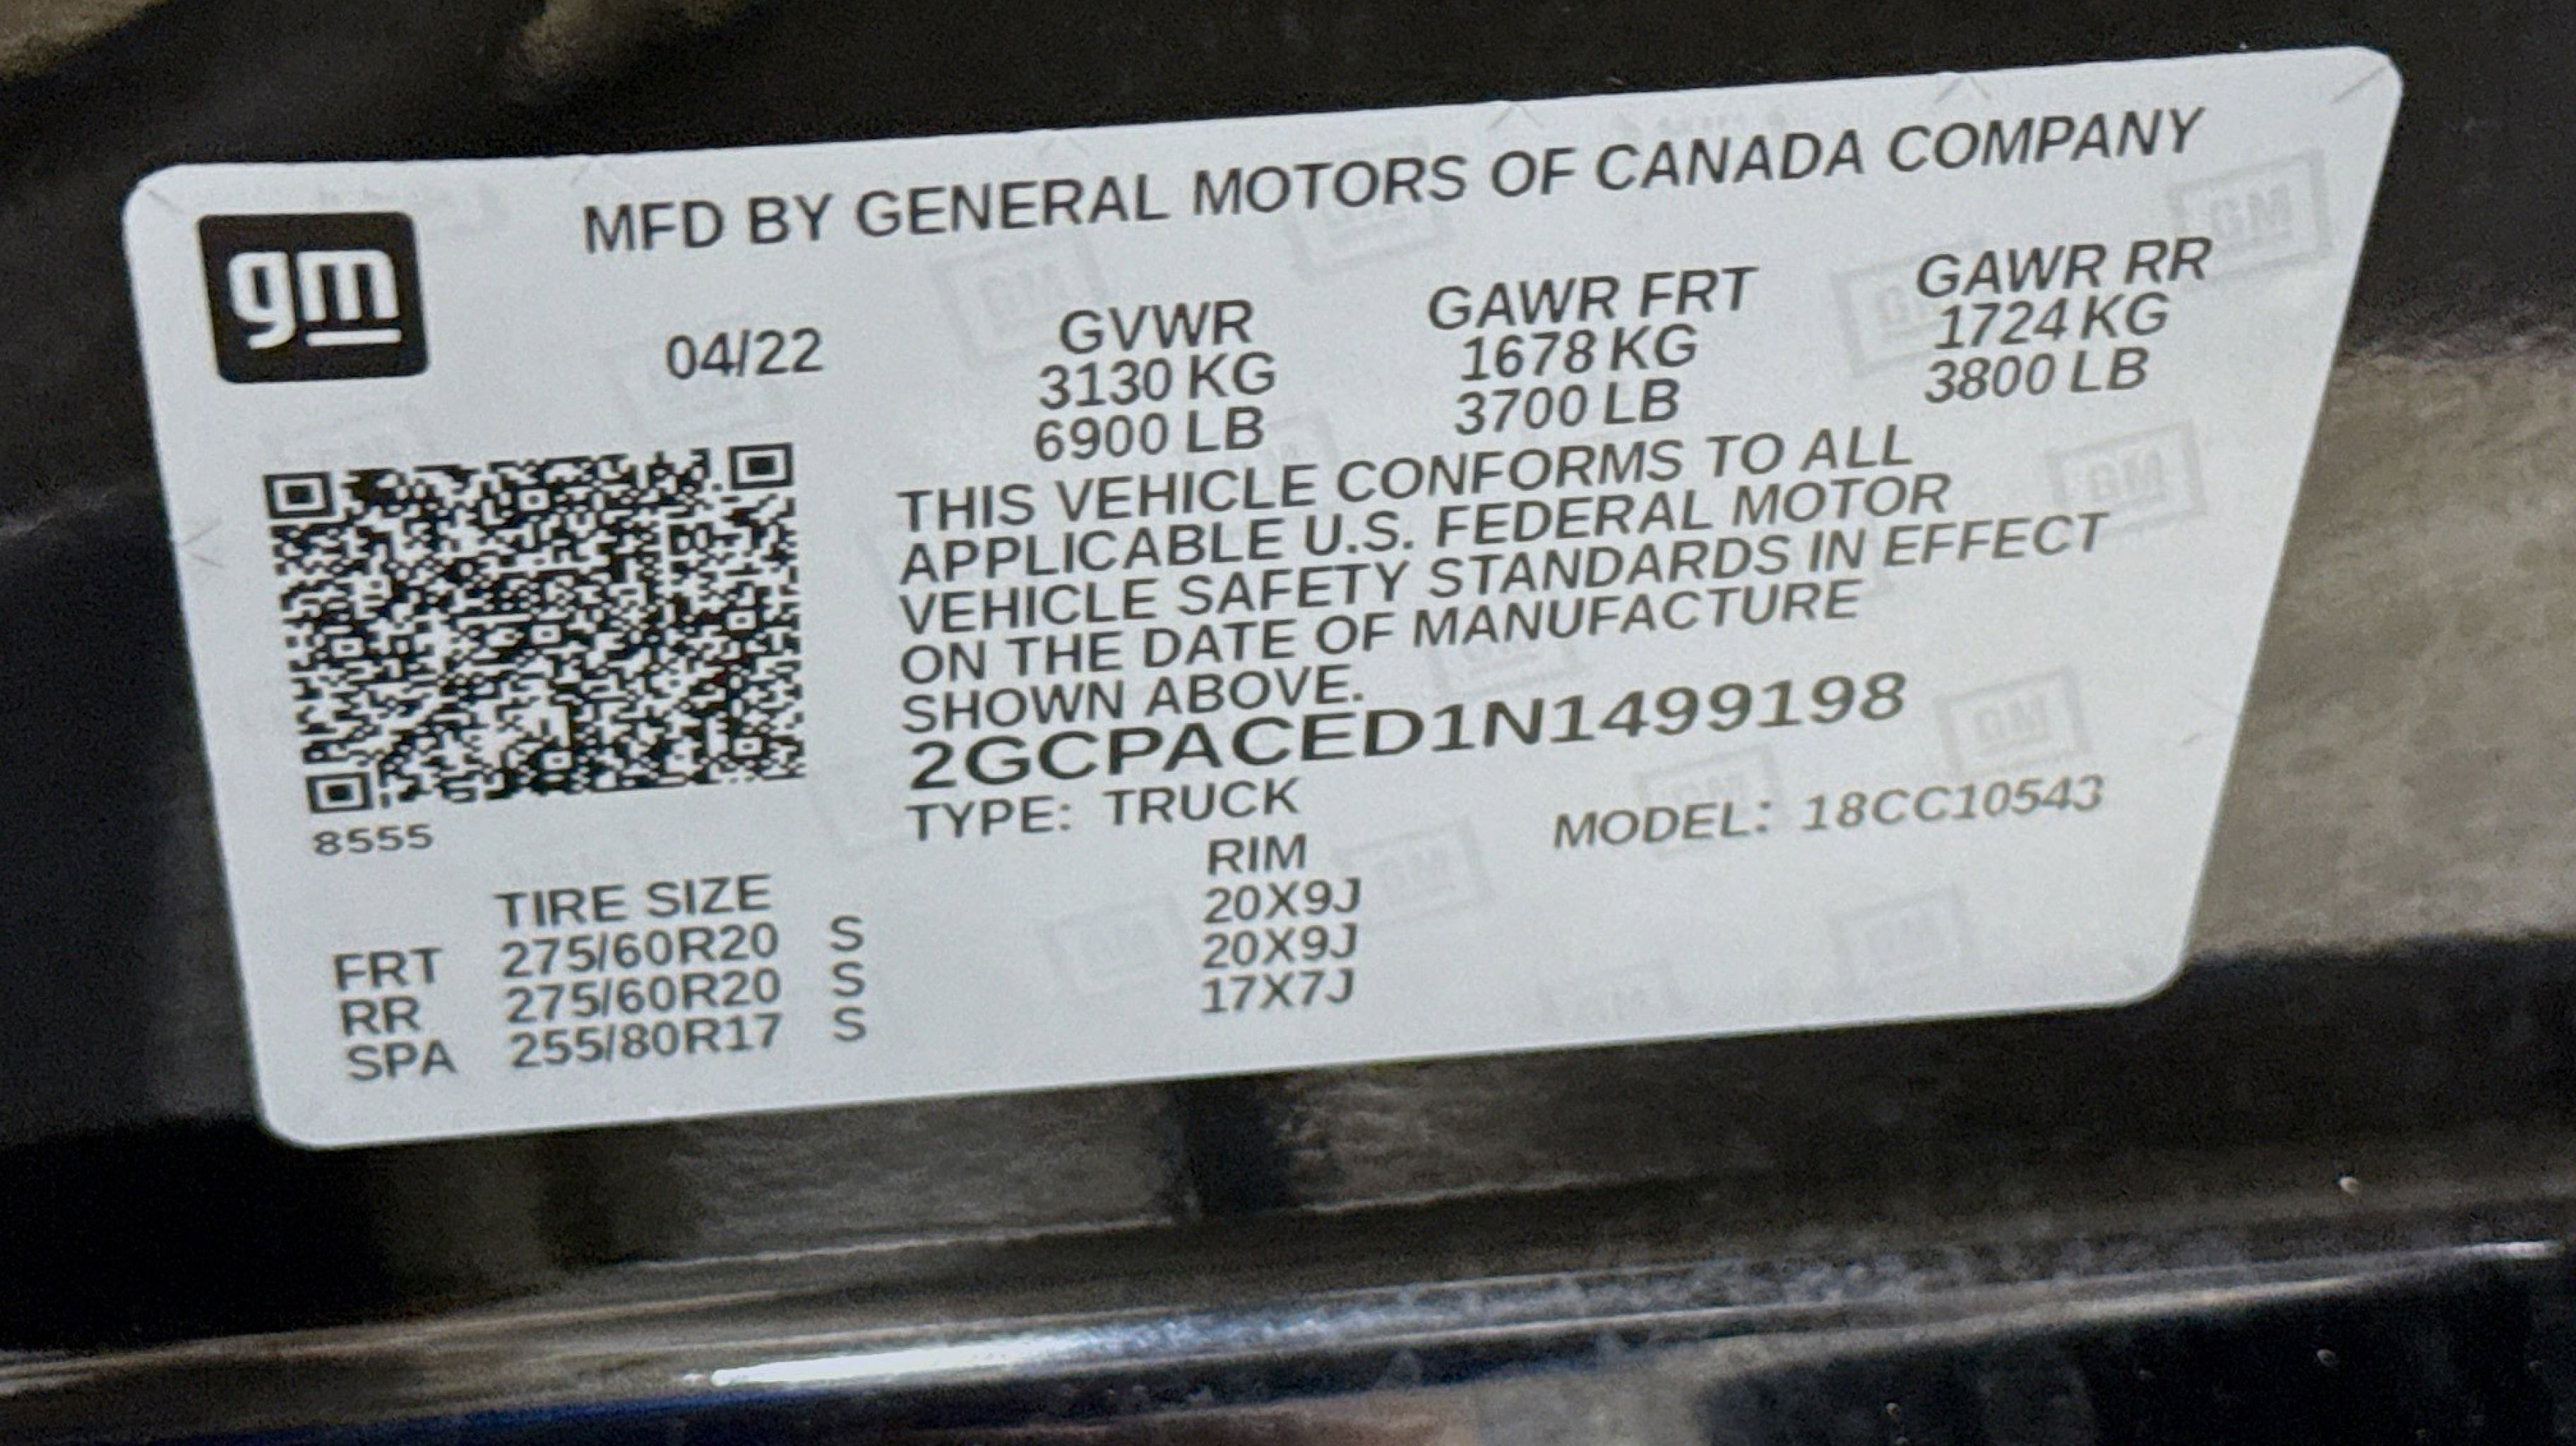 MFD BY GENERAL MOTORS OF CANADA COMPANY
gm
04/22
GVWR
3130 KG
6900 LB
GAWR FRT
1678 KG
3700 LB
GAWR RR
1724 KG
3800 LB
THIS VEHICLE CONFORMS TO ALL
APPLICABLE U.S. FEDERAL MOTOR
VEHICLE SAFETY STANDARDS IN EFFECT
ON THE DATE OF MANUFACTURE
SHOWN ABOVE.
2GCPACED1N1499198
TYPE: TRUCK
MODEL: 18CC10543
8555
TIRE SIZE RIM
FRT 275/60R20 S 20X9J
RR 275/60R20 S 20X9J
SPA 255/80R17 S 17X7J